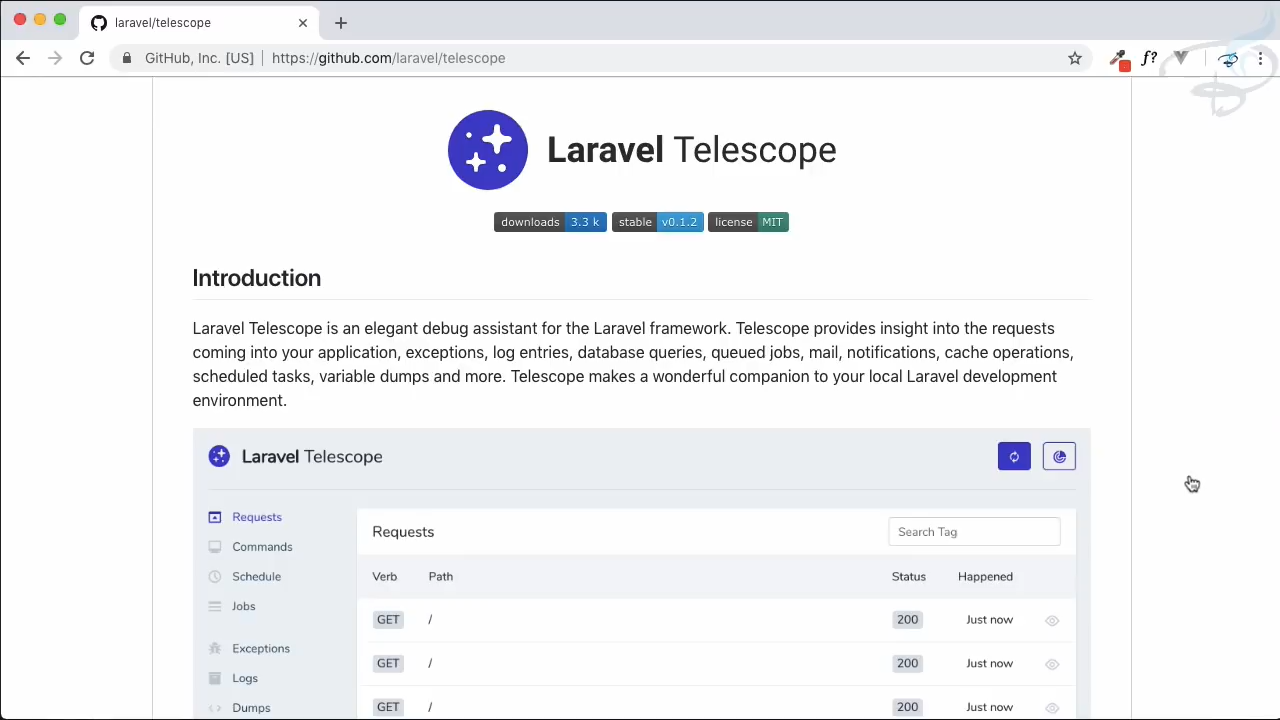 laravel/telescope
GitHub, Inc. [US] https://github.com/laravel/telescope
f?
Laravel Telescope
downloads 3.3 k stable v0.1.2 license MIT
Introduction
Laravel Telescope is an elegant debug assistant for the Laravel framework. Telescope provides insight into the requests
coming into your application, exceptions, log entries, database queries, queued jobs, mail, notifications, cache operations,
scheduled tasks, variable dumps and more. Telescope makes a wonderful companion to your local Laravel development
environment.
Laravel Telescope
Requests
Commands
Schedule
Jobs
Exceptions
Logs
Dumps
Requests Search Tag
Verb Path Status Happened
GET / 200 Just now
GET / 200 Just now
GET / 200 Just now